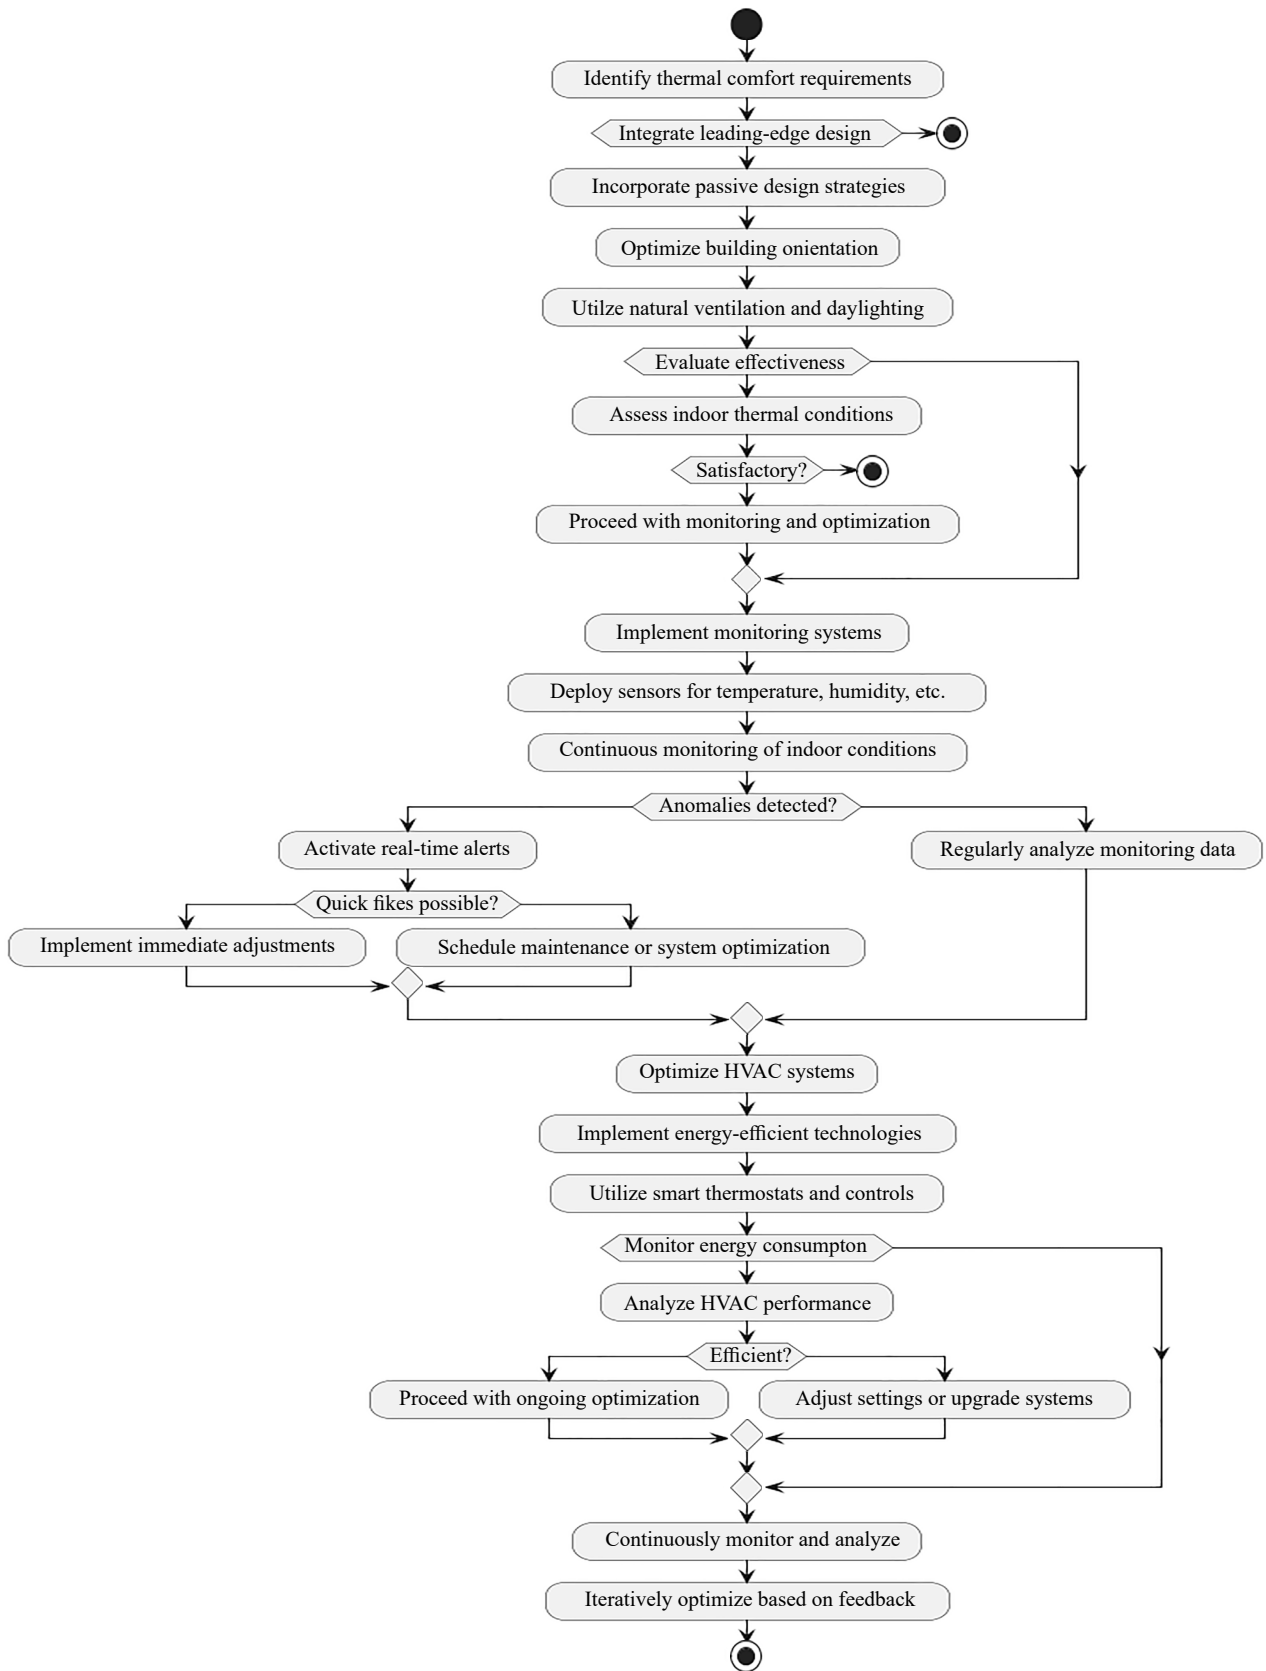 Identify thermal comfort requirements
Integrate leading-edge design
Incorporate passive design strategies
Optimize building onientation
Utilze natural ventilation and daylighting
Evaluate effectiveness
Assess indoor thermal conditions
Satisfactory?
Proceed with monitoring and optimization
Implement monitoring systems
Deploy sensors for temperature, humidity, etc.
Continuous monitoring of indoor conditions
Anomalies detected?
Activate real-time alerts
Regularly analyze monitoring data
Quick fikes possible?
Implement immediate adjustments
Schedule maintenance or system optimization
Optimize HVAC systems
Implement energy-efficient technologies
Utilize smart thermostats and controls
Monitor energy consumpton
Analyze HVAC performance
Efficient?
Proceed with ongoing optimization
Adjust settings or upgrade systems
Continuously monitor and analyze
Iteratively optimize based on feedback